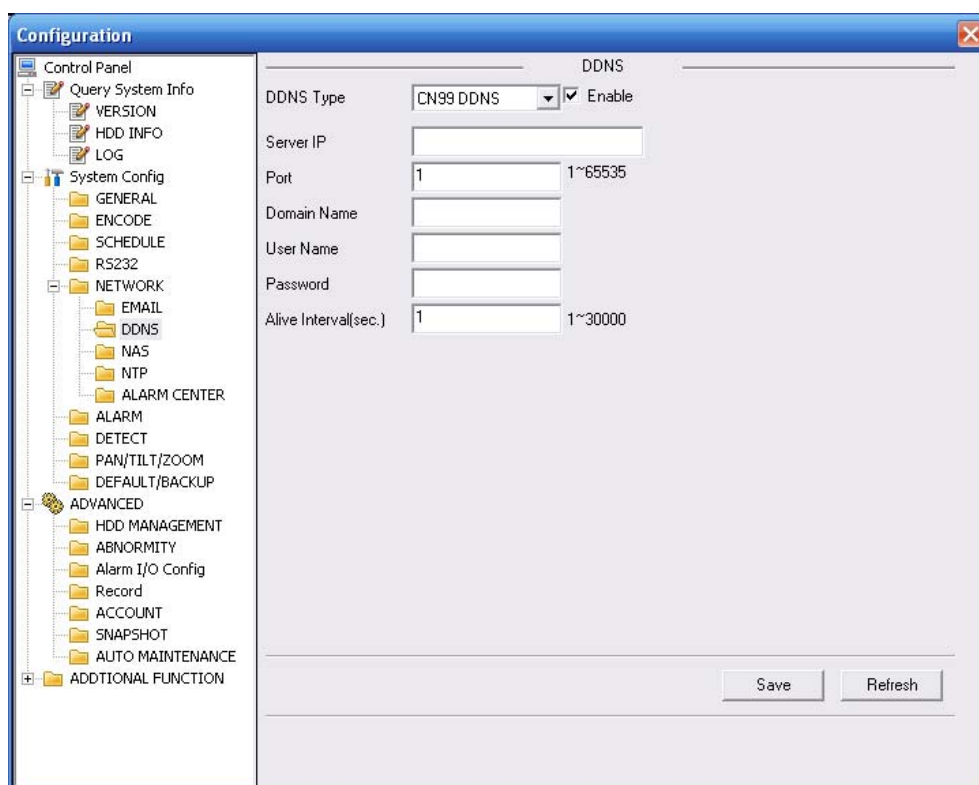 Configuration
Control Panel
Query System Info
VERSION
HDD INFO
LOG
System Config
GENERAL
ENCODE
SCHEDULE
RS232
NETWORK
EMAIL
DDNS
NAS
NTP
ALARM CENTER
ALARM
DETECT
PAN/TILT/ZOOM
DEFAULT/BACKUP
ADVANCED
HDD MANAGEMENT
ABNORMITY
Alarm I/O Config
Record
ACCOUNT
SNAPSHOT
AUTO MAINTENANCE
ADDTIONAL FUNCTION
DDNS
DDNS Type CN99 DDNS Enable
Server IP
Port 1 1~65535
Domain Name
User Name
Password
Alive Interval(sec.) 1 1~30000
Save Refresh